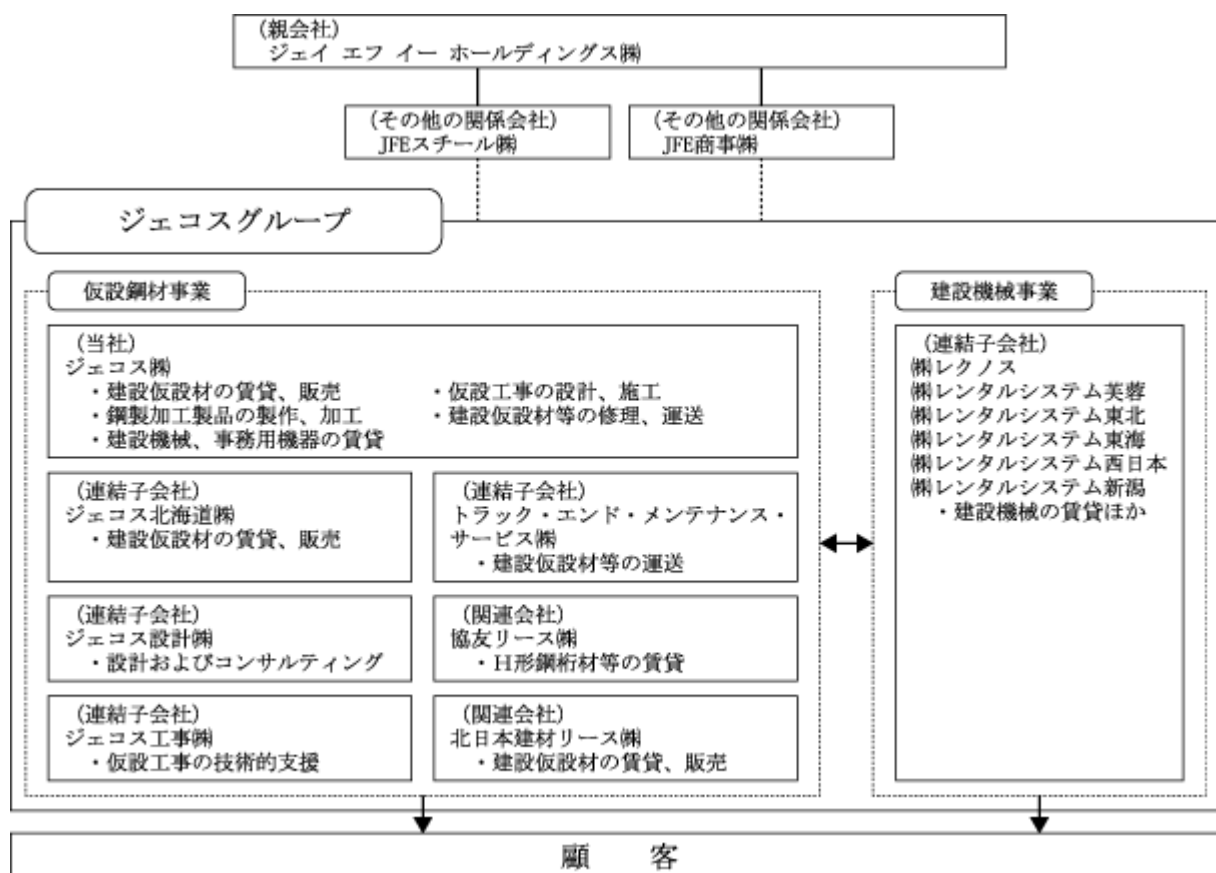 (親会社)
ジェイ エフ イー ホールディングス㈱
(その他の関係会社)
JFEスチール㈱
(その他の関係会社)
JFE商事㈱
ジェコスグループ
仮設鋼材事業
(当社)
ジェコス㈱
・建設仮設材の賃貸、販売
・鋼製加工製品の製作、加工
・建設機械、事務用機器の賃貸
・仮設工事の設計、施工
・建設仮設材等の修理、運送
(連結子会社)
ジェコス北海道㈱
・建設仮設材の賃貸、販売
(連結子会社)
トラック・エンド・メンテナンス・
サービス㈱
・建設仮設材等の運送
(連結子会社)
ジェコス設計㈱
・設計およびコンサルティング
(関連会社)
協友リース㈱
・H形鋼桁材等の賃貸
(連結子会社)
ジェコス工事㈱
・仮設工事の技術的支援
(関連会社)
北日本建材リース㈱
・建設仮設材の賃貸、販売
建設機械事業
(連結子会社)
㈱レクノス
㈱レンタルシステム芙蓉
㈱レンタルシステム東北
㈱レンタルシステム東海
㈱レンタルシステム西日本
㈱レンタルシステム新潟
・建設機械の賃貸ほか
顧 客